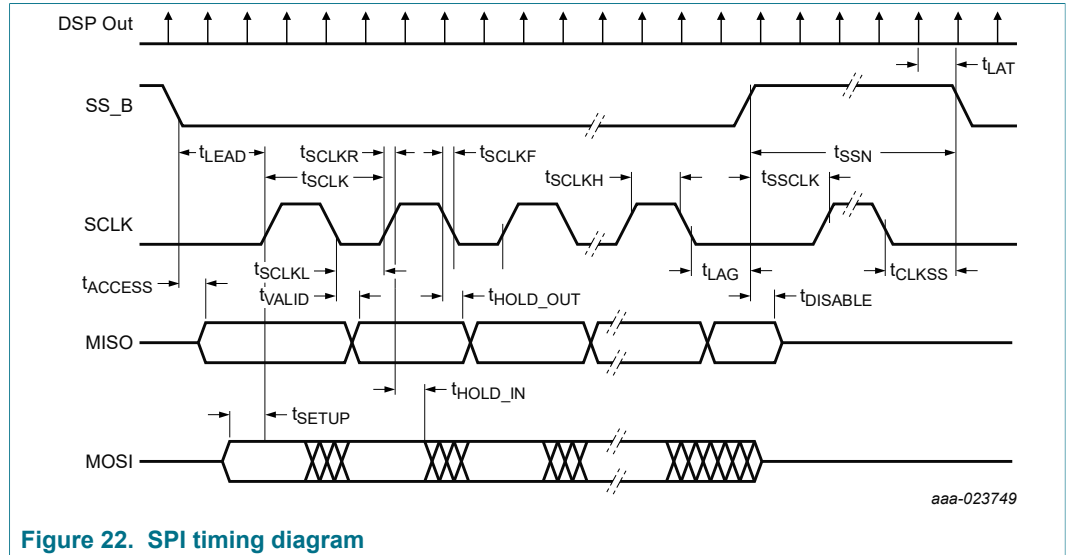 DSP Out
tLAT
SS_B
tLEAD
tSCLKR
tSCLKF
tSSN
tSCLK
tSCLKH
tSSCLK
SCLK
tSCLKL
tLAG
tCLKSS
tACCESS
tVALID
tHOLD_OUT
tDISABLE
MISO
tHOLD_IN
tSETUP
MOSI
aaa-023749
Figure 22. SPI timing diagram